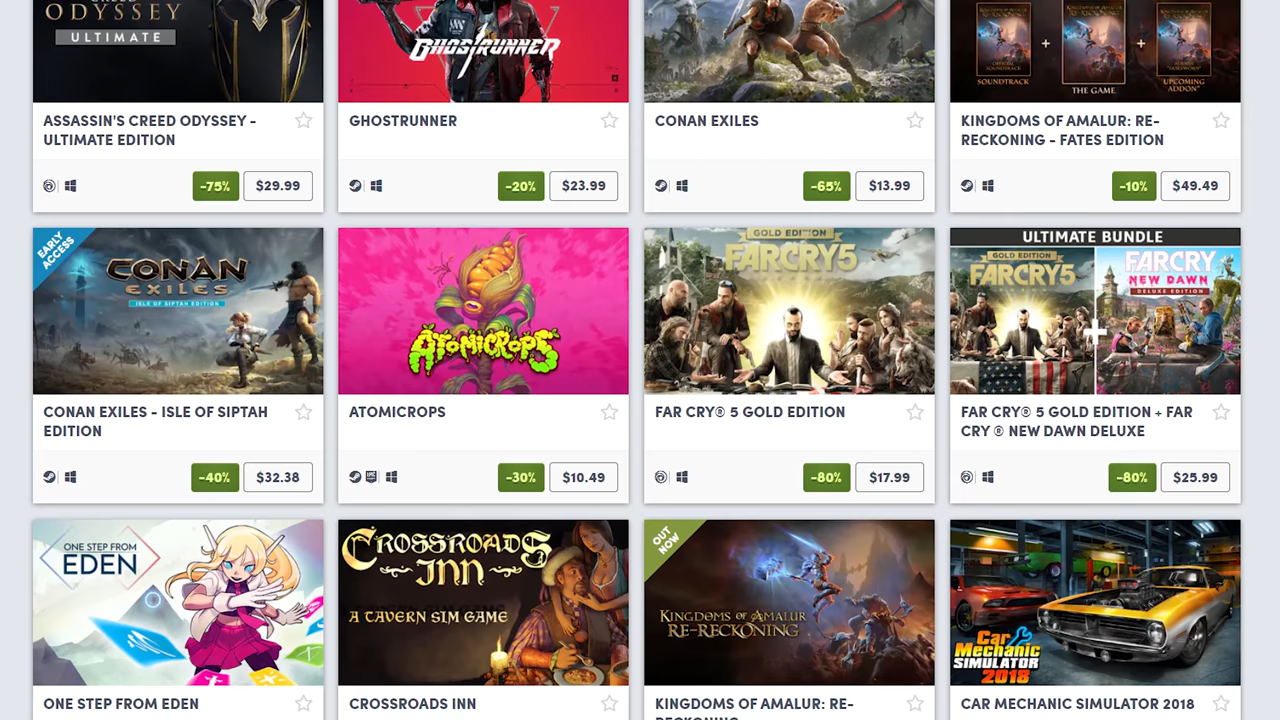 ODYSSEY
ULTIMATE
GHOSTRUNNER
SOUNDTRACK
THE GAME
UPCOMING
ADDON*
ASSASSIN'S CREED ODYSSEY -
ULTIMATE EDITION
GHOSTRUNNER
CONAN EXILES
KINGDOMS OF AMALUR: RE-
RECKONING - FATES EDITION
-75% $29.99
-20% $23.99
-65% $13.99
-10% $49.49
EARLY
ACCESS
CONAN
EXILES
ISLE OF SIPTAH EDITION
ATOMICROPS
GOLD EDITION
FARCRY5
ULTIMATE BUNDLE
GOLD EDITION
FARCRY5
+
FARCRY
NEW DAWN
DELUXE EDITION
CONAN EXILES - ISLE OF SIPTAH
EDITION
ATOMICROPS
FAR CRY® 5 GOLD EDITION
FAR CRY® 5 GOLD EDITION + FAR
CRY ® NEW DAWN DELUXE
-40% $32.38
-30% $10.49
-80% $17.99
-80% $25.99
ONE STEP FROM
EDEN
CROSSROADS
INN
A TAVERN SIM GAME
OUT
NOW
KINGDOMS OF AMALUR
RE-RECKONING
Car
Mechanic
SIMULATOR
2018
ONE STEP FROM EDEN
CROSSROADS INN
KINGDOMS OF AMALUR: RE-
RECKONING
CAR MECHANIC SIMULATOR 2018